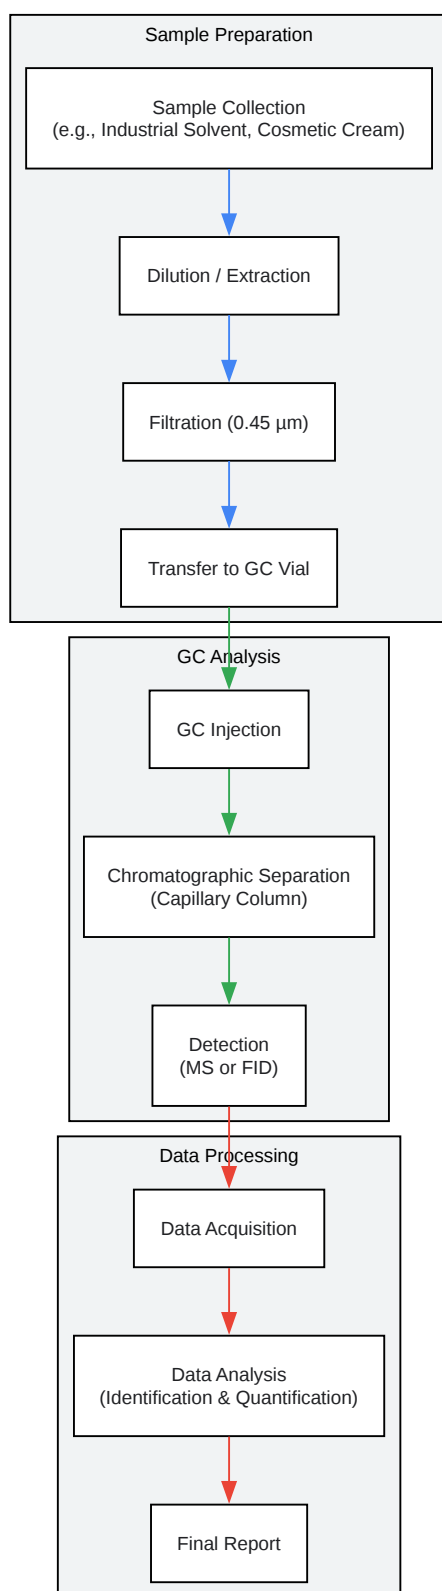 Sample Preparation
Sample Collection
(e.g., Industrial Solvent, Cosmetic Cream)
Dilution / Extraction
Filtration (0.45 µm)
Transfer to GC Vial
GC Analysis
GC Injection
Chromatographic Separation
(Capillary Column)
Detection
(MS or FID)
Data Processing
Data Acquisition
Data Analysis
(Identification & Quantification)
Final Report